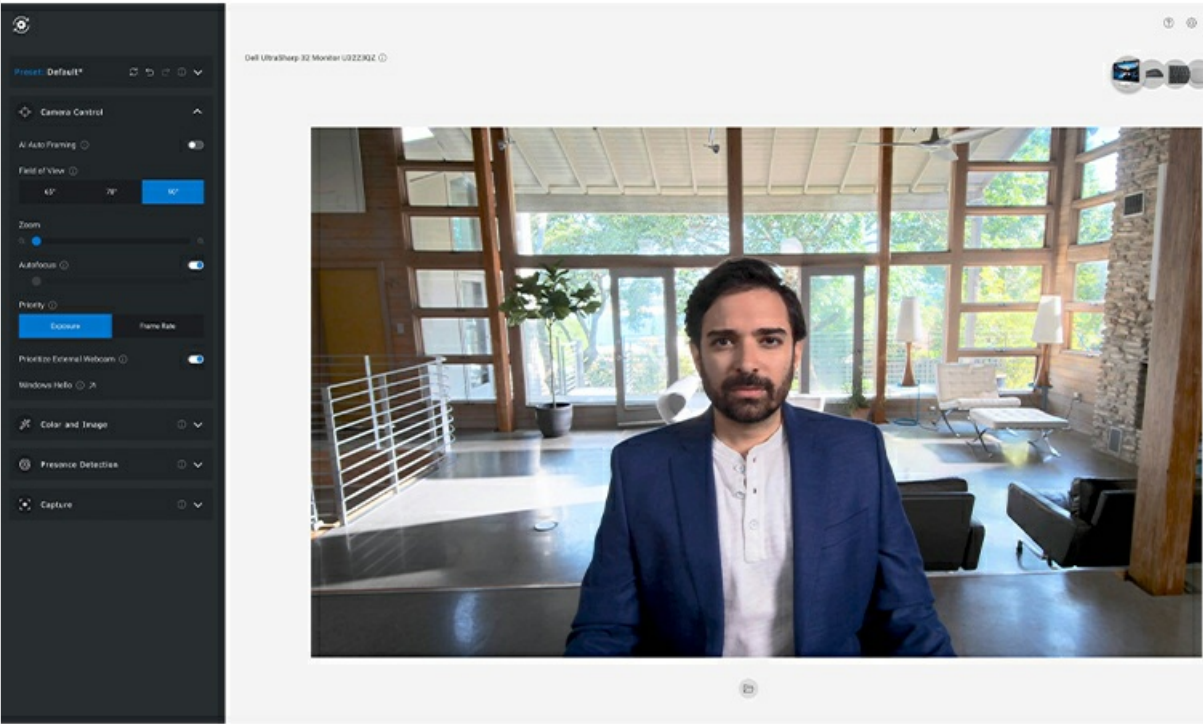 Dell UltraSharp 32 Monitor U3223QZ
Preset: Default*
Camera Control
AI Auto Framing
Field of View
65° 78° 90°
Zoom
Autofocus
Priority
Exposure Frame Rate
Prioritize External Webcam
Windows Hello
Color and Image
Presence Detection
Capture